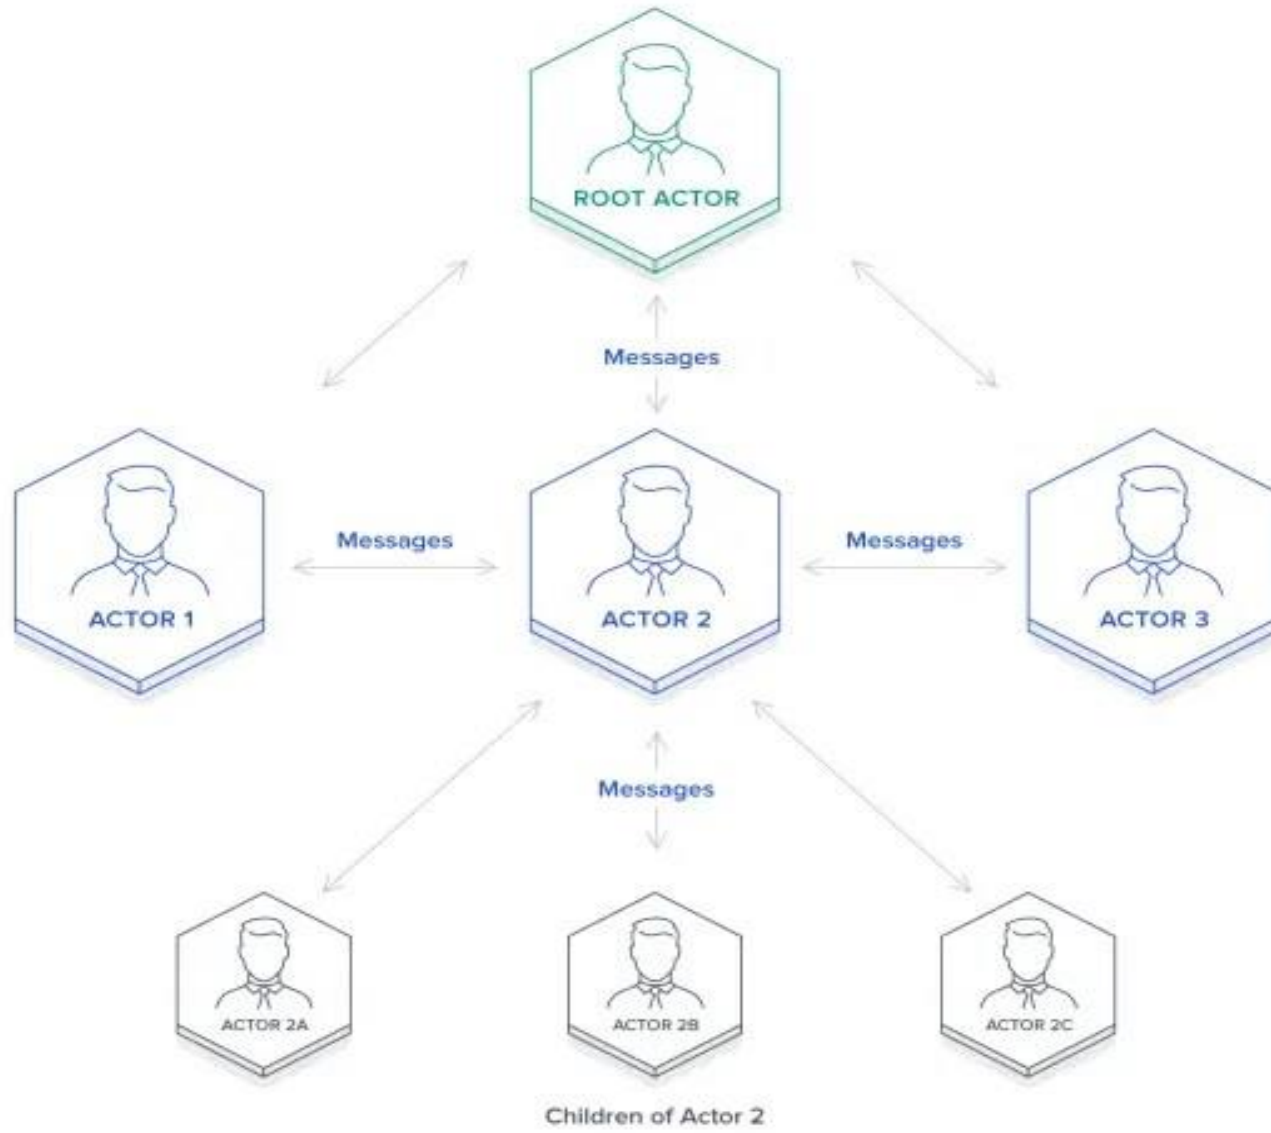 ROOT ACTOR
Messages
Messages
Messages
ACTOR 1
ACTOR 2
ACTOR 3
Messages
ACTOR 2A
ACTOR 2B
ACTOR 2C
Children of Actor 2